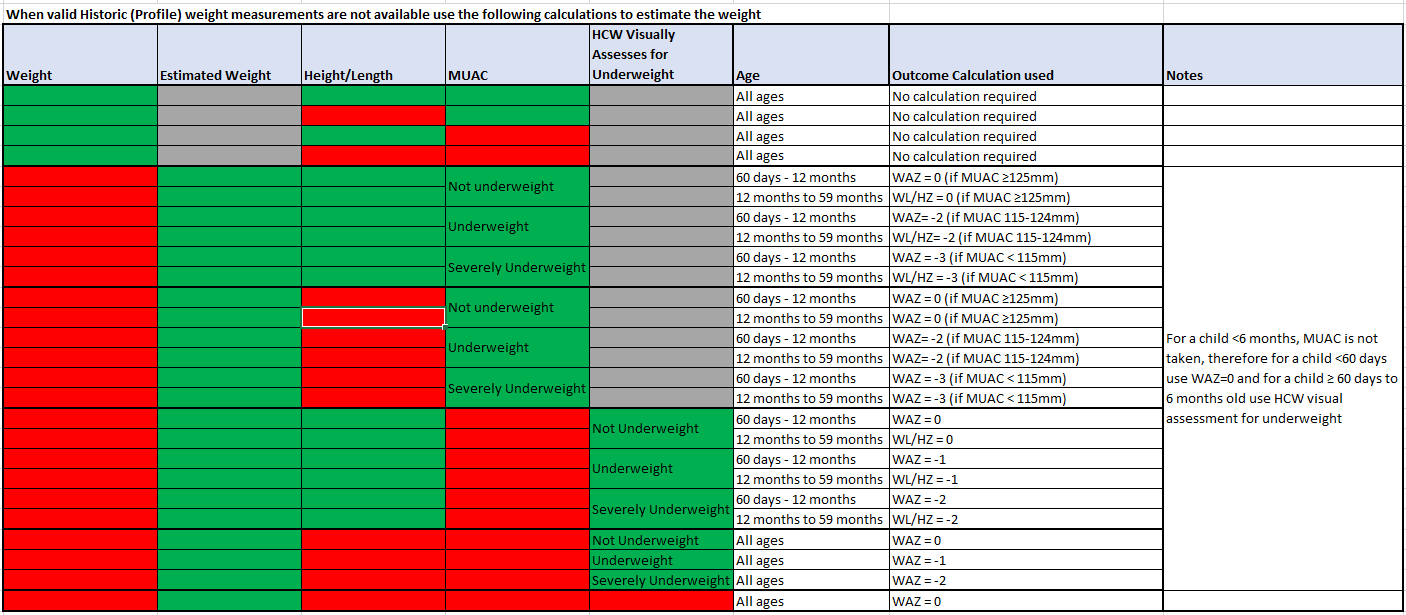 When valid Historic (Profile) weight measurements are not available use the following calculations to estimate the weight
Weight Estimated Weight Height/Length MUAC HCW Visually Assesses for Underweight Age Outcome Calculation used Notes
All ages No calculation required
All ages No calculation required
All ages No calculation required
All ages No calculation required
Not underweight
60 days - 12 months WAZ = 0 (if MUAC ≥125mm)
12 months to 59 months WL/HZ = 0 (if MUAC ≥125mm)
Underweight
60 days - 12 months WAZ= -2 (if MUAC 115-124mm)
12 months to 59 months WL/HZ= -2 (if MUAC 115-124mm)
Severely Underweight
60 days - 12 months WAZ = -3 (if MUAC < 115mm)
12 months to 59 months WL/HZ = -3 (if MUAC < 115mm)
Not underweight
60 days - 12 months WAZ = 0 (if MUAC ≥125mm)
12 months to 59 months WAZ = 0 (if MUAC ≥125mm)
Underweight
60 days - 12 months WAZ= -2 (if MUAC 115-124mm)
12 months to 59 months WAZ= -2 (if MUAC 115-124mm)
Severely Underweight
60 days - 12 months WAZ = -3 (if MUAC < 115mm)
12 months to 59 months WAZ = -3 (if MUAC < 115mm)
Not Underweight
60 days - 12 months WAZ = 0
12 months to 59 months WL/HZ = 0
Underweight
60 days - 12 months WAZ = -1
12 months to 59 months WL/HZ = -1
Severely Underweight
60 days - 12 months WAZ = -2
12 months to 59 months WL/HZ = -2
Not Underweight All ages WAZ = 0
Underweight All ages WAZ = -1
Severely Underweight All ages WAZ = -2
All ages WAZ = 0
For a child <6 months, MUAC is not
taken, therefore for a child <60 days
use WAZ=0 and for a child ≥ 60 days to
6 months old use HCW visual
assessment for underweight